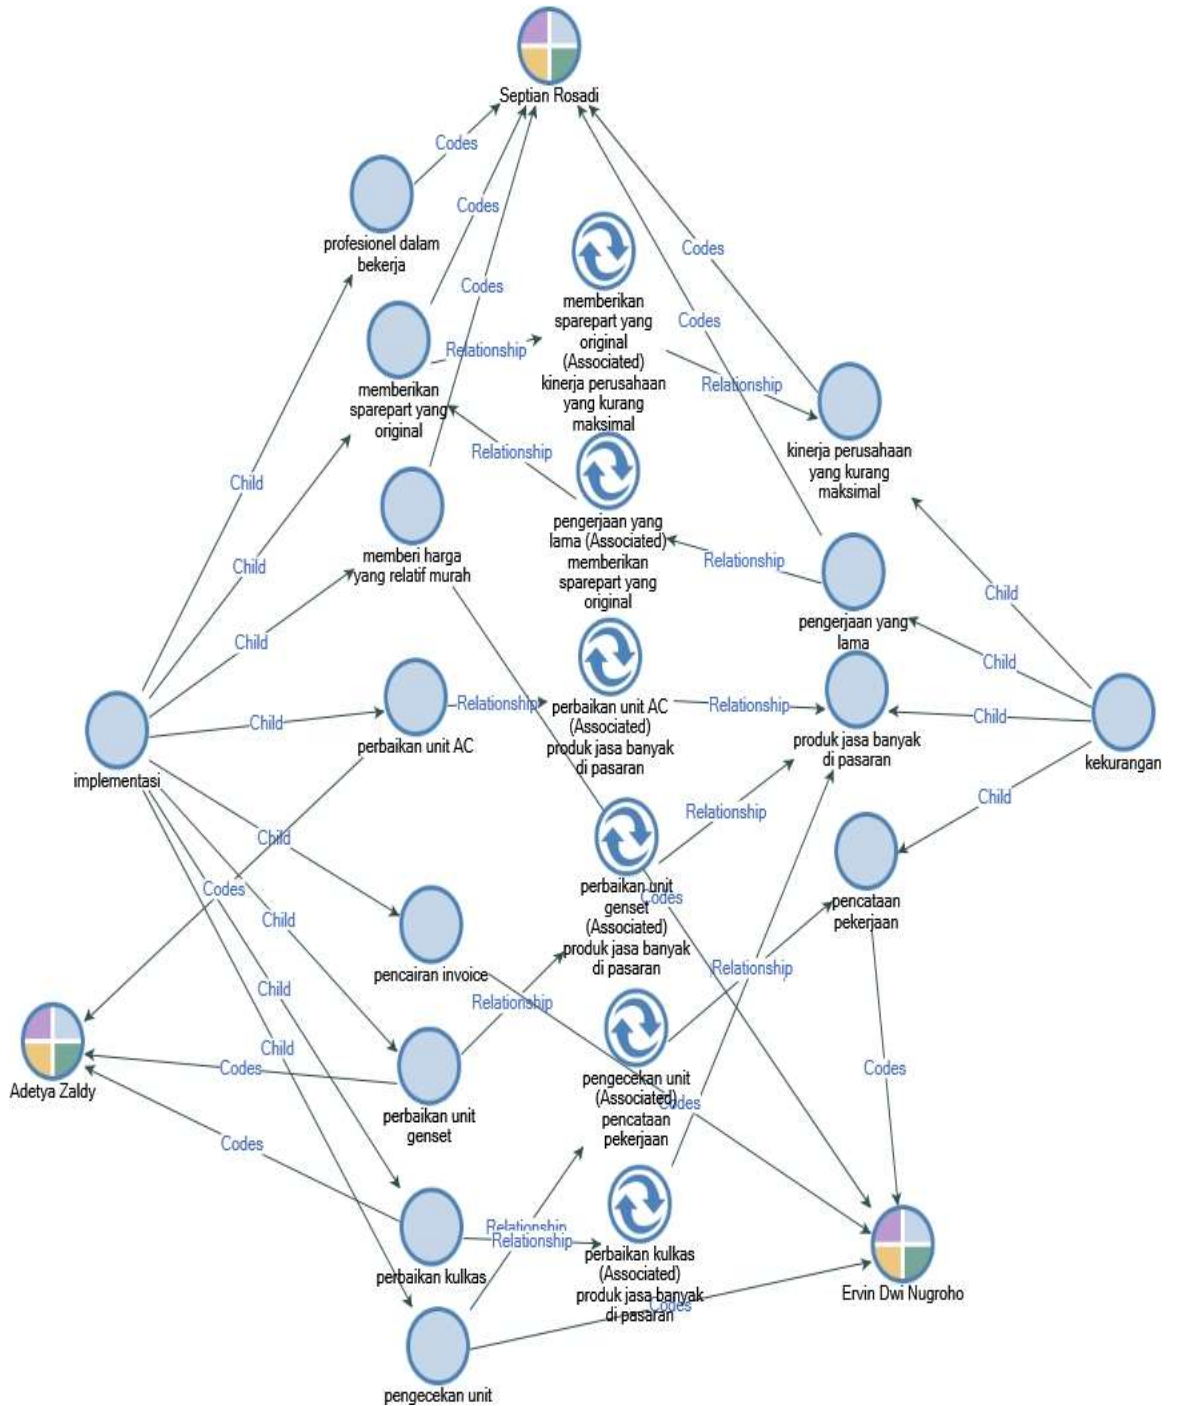 Septian Rosadi
Codes
profesionel dalam
bekerja
Codes
Codes
Codes
Codes
memberikan
sparepart yang
original
(Associated)
kinerja perusahaan
yang kurang
maksimal
Relationship
Relationship
memberikan
sparepart yang
original
kinerja perusahaan
yang kurang
maksimal
Relationship
Child
pengerjaan yang
lama (Associated)
memberikan
sparepart yang
original
memberi harga
yang relatif murah
Relationship
Child
Child
pengerjaan yang
lama
Child
Child
Child
perbaikan unit AC
Relationship
perbaikan unit AC
(Associated)
produk jasa banyak
di pasaran
Relationship
produk jasa banyak
di pasaran
Child
implementasi
kekurangan
Child
Relationship
Child
Codes
perbaikan unit
genset
(Associated)
produk jasa banyak
di pasaran
Codes
pencataan
pekerjaan
Child
pencairan invoice
Relationship
Child
Relationship
Child
Adetya Zaldy
Codes
perbaikan unit
genset
pengecekan unit
(Associated)
pencataan
pekerjaan
Codes
Codes
Codes
Relationship
Relationship
perbaikan kulkas
perbaikan kulkas
(Associated)
produk jasa banyak
di pasaran
Codes
Ervin Dwi Nugroho
pengecekan unit